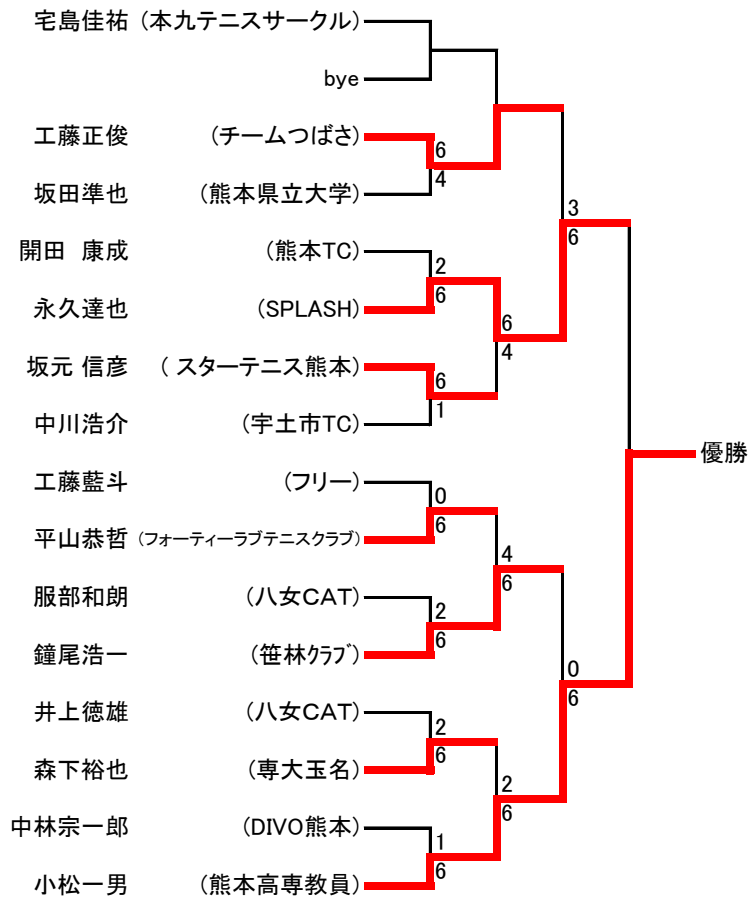 宅島佳祐 (本九テニスサークル)
bye
工藤正俊 (チームつばさ)
6
4
坂田準也 (熊本県立大学)
3
6
開田 康成 (熊本TC)
2
6
永久達也 (SPLASH)
6
4
坂元 信彦 ( スターテニス熊本)
6
1
中川浩介 (宇土市TC)
優勝
工藤藍斗 (フリー)
0
6
平山恭哲 (フォーティーラブテニスクラブ)
4
6
服部和朗 (八女CAT)
2
6
鐘尾浩一 (笹林ｸﾗﾌﾞ)
0
6
井上徳雄 (八女CAT)
2
6
森下裕也 (専大玉名)
2
6
中林宗一郎 (DIVO熊本)
1
6
小松一男 (熊本高専教員)